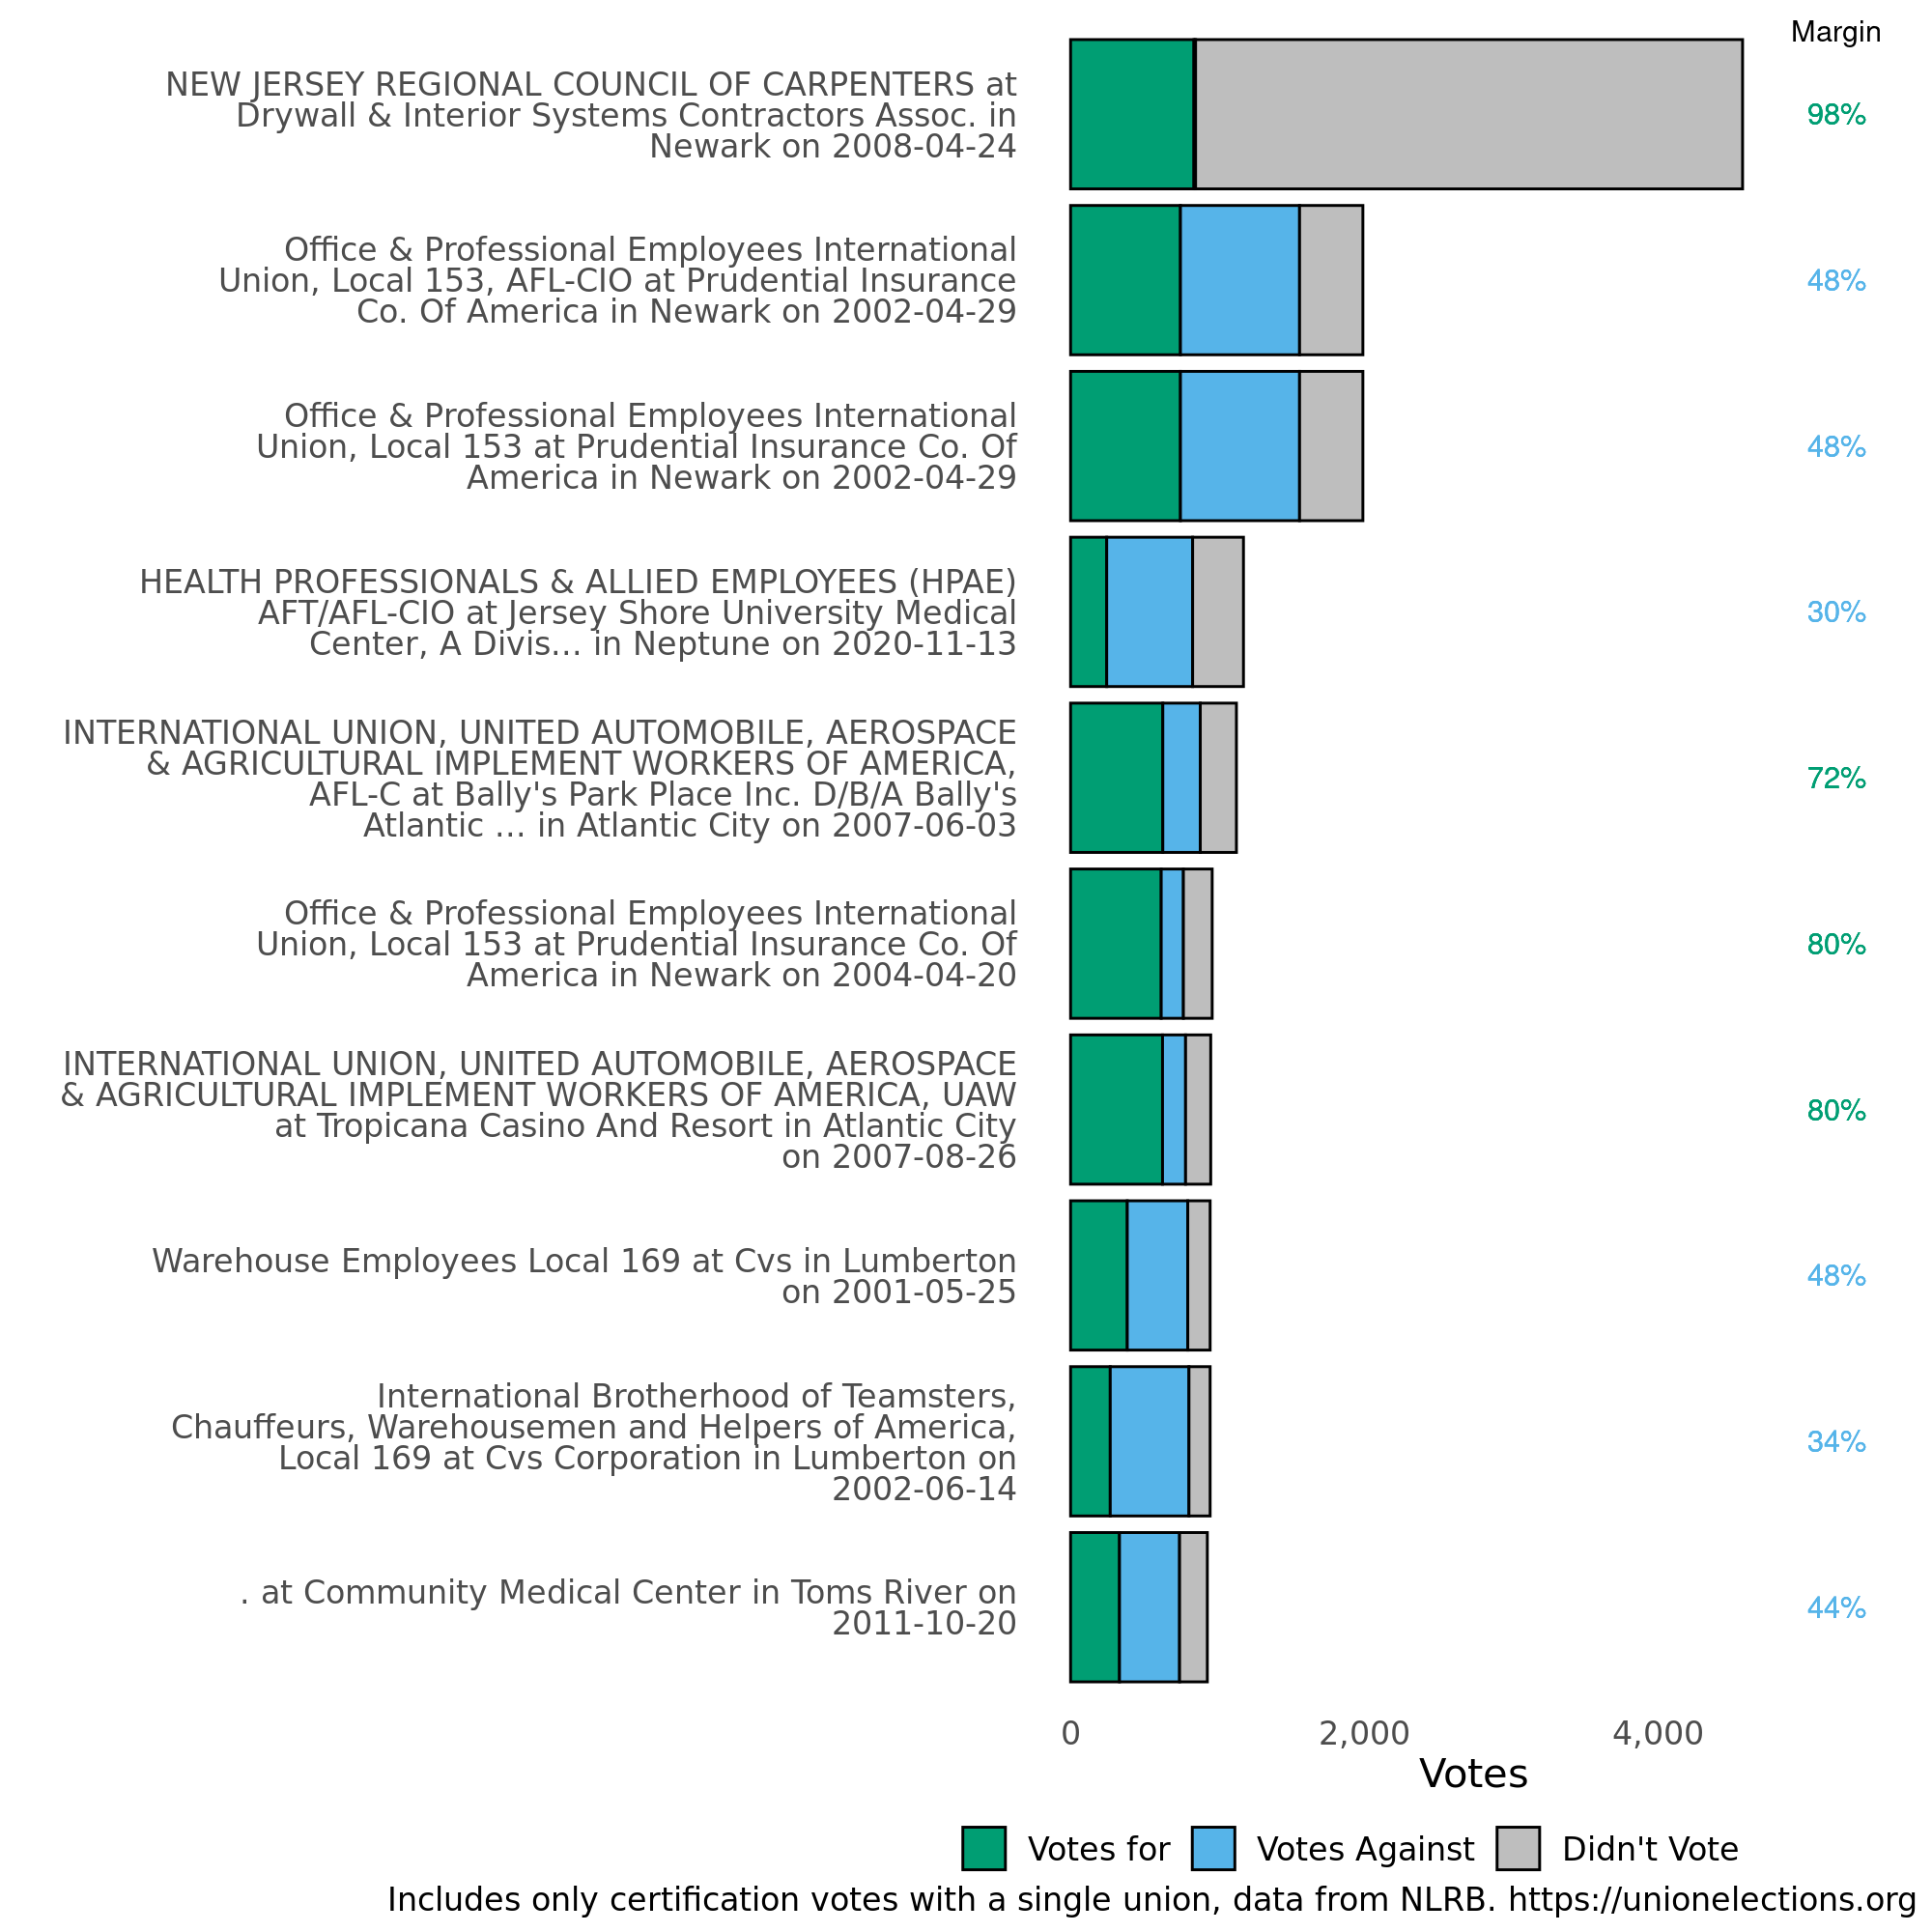 Margin
NEW JERSEY REGIONAL COUNCIL OF CARPENTERS at
Drywall & Interior Systems Contractors Assoc. in
Newark on 2008-04-24
98%
Office & Professional Employees International
Union, Local 153, AFL-CIO at Prudential Insurance
Co. Of America in Newark on 2002-04-29
48%
Office & Professional Employees International
Union, Local 153 at Prudential Insurance Co. Of
America in Newark on 2002-04-29
48%
HEALTH PROFESSIONALS & ALLIED EMPLOYEES (HPAE)
AFT/AFL-CIO at Jersey Shore University Medical
Center, A Divis... in Neptune on 2020-11-13
30%
INTERNATIONAL UNION, UNITED AUTOMOBILE, AEROSPACE
& AGRICULTURAL IMPLEMENT WORKERS OF AMERICA,
AFL-C at Bally's Park Place Inc. D/B/A Bally's
Atlantic ... in Atlantic City on 2007-06-03
72%
Office & Professional Employees International
Union, Local 153 at Prudential Insurance Co. Of
America in Newark on 2004-04-20
80%
INTERNATIONAL UNION, UNITED AUTOMOBILE, AEROSPACE
& AGRICULTURAL IMPLEMENT WORKERS OF AMERICA, UAW
at Tropicana Casino And Resort in Atlantic City
on 2007-08-26
80%
Warehouse Employees Local 169 at Cvs in Lumberton
on 2001-05-25
48%
International Brotherhood of Teamsters,
Chauffeurs, Warehousemen and Helpers of America,
Local 169 at Cvs Corporation in Lumberton on
2002-06-14
34%
. at Community Medical Center in Toms River on
2011-10-20
44%
0 2,000 4,000
Votes
Votes for Votes Against Didn't Vote
Includes only certification votes with a single union, data from NLRB. https://unionelections.org